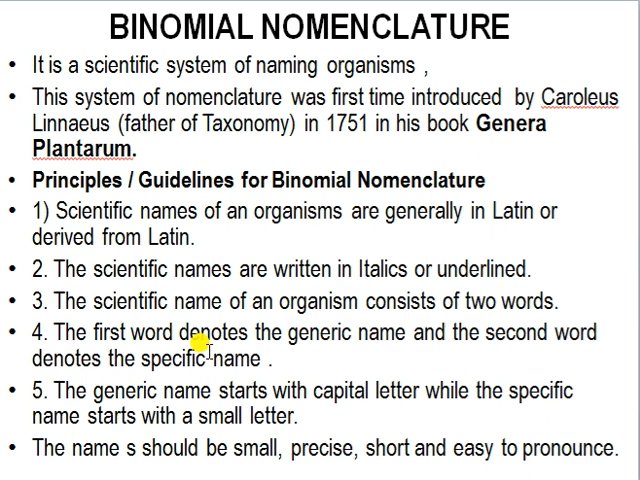 BINOMIAL NOMENCLATURE
• It is a scientific system of naming organisms ,
• This system of nomenclature was first time introduced by Caroleus
Linnaeus (father of Taxonomy) in 1751 in his book Genera
Plantarum.
• Principles / Guidelines for Binomial Nomenclature
• 1) Scientific names of an organisms are generally in Latin or
derived from Latin.
• 2. The scientific names are written in Italics or underlined.
• 3. The scientific name of an organism consists of two words.
• 4. The first word denotes the generic name and the second word
denotes the specific name .
• 5. The generic name starts with capital letter while the specific
name starts with a small letter.
• The name s should be small, precise, short and easy to pronounce.